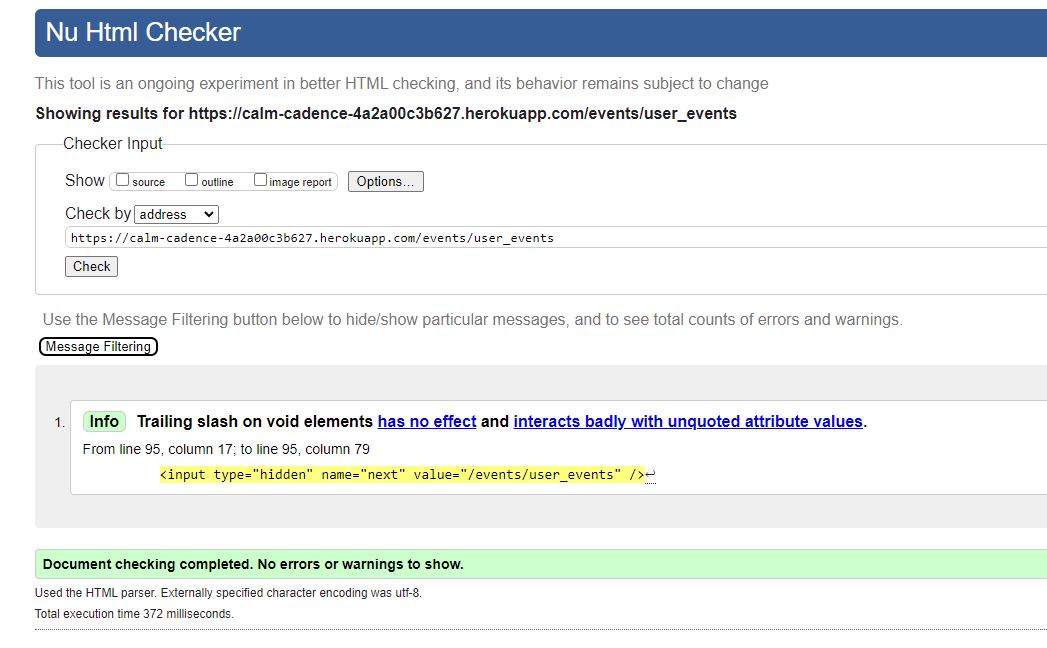 Nu Html Checker
This tool is an ongoing experiment in better HTML checking, and its behavior remains subject to change
Showing results for https://calm-cadence-4a2a00c3b627.herokuapp.com/events/user_events
Checker Input
Show source outline image report Options...
Check by address
https://calm-cadence-4a2a00c3b627.herokuapp.com/events/user_events
Check
Use the Message Filtering button below to hide/show particular messages, and to see total counts of errors and warnings.
Message Filtering
1. Info Trailing slash on void elements has no effect and interacts badly with unquoted attribute values.
From line 95, column 17; to line 95, column 79
<input type="hidden" name="next" value="/events/user_events" />↩
Document checking completed. No errors or warnings to show.
Used the HTML parser. Externally specified character encoding was utf-8.
Total execution time 372 milliseconds.